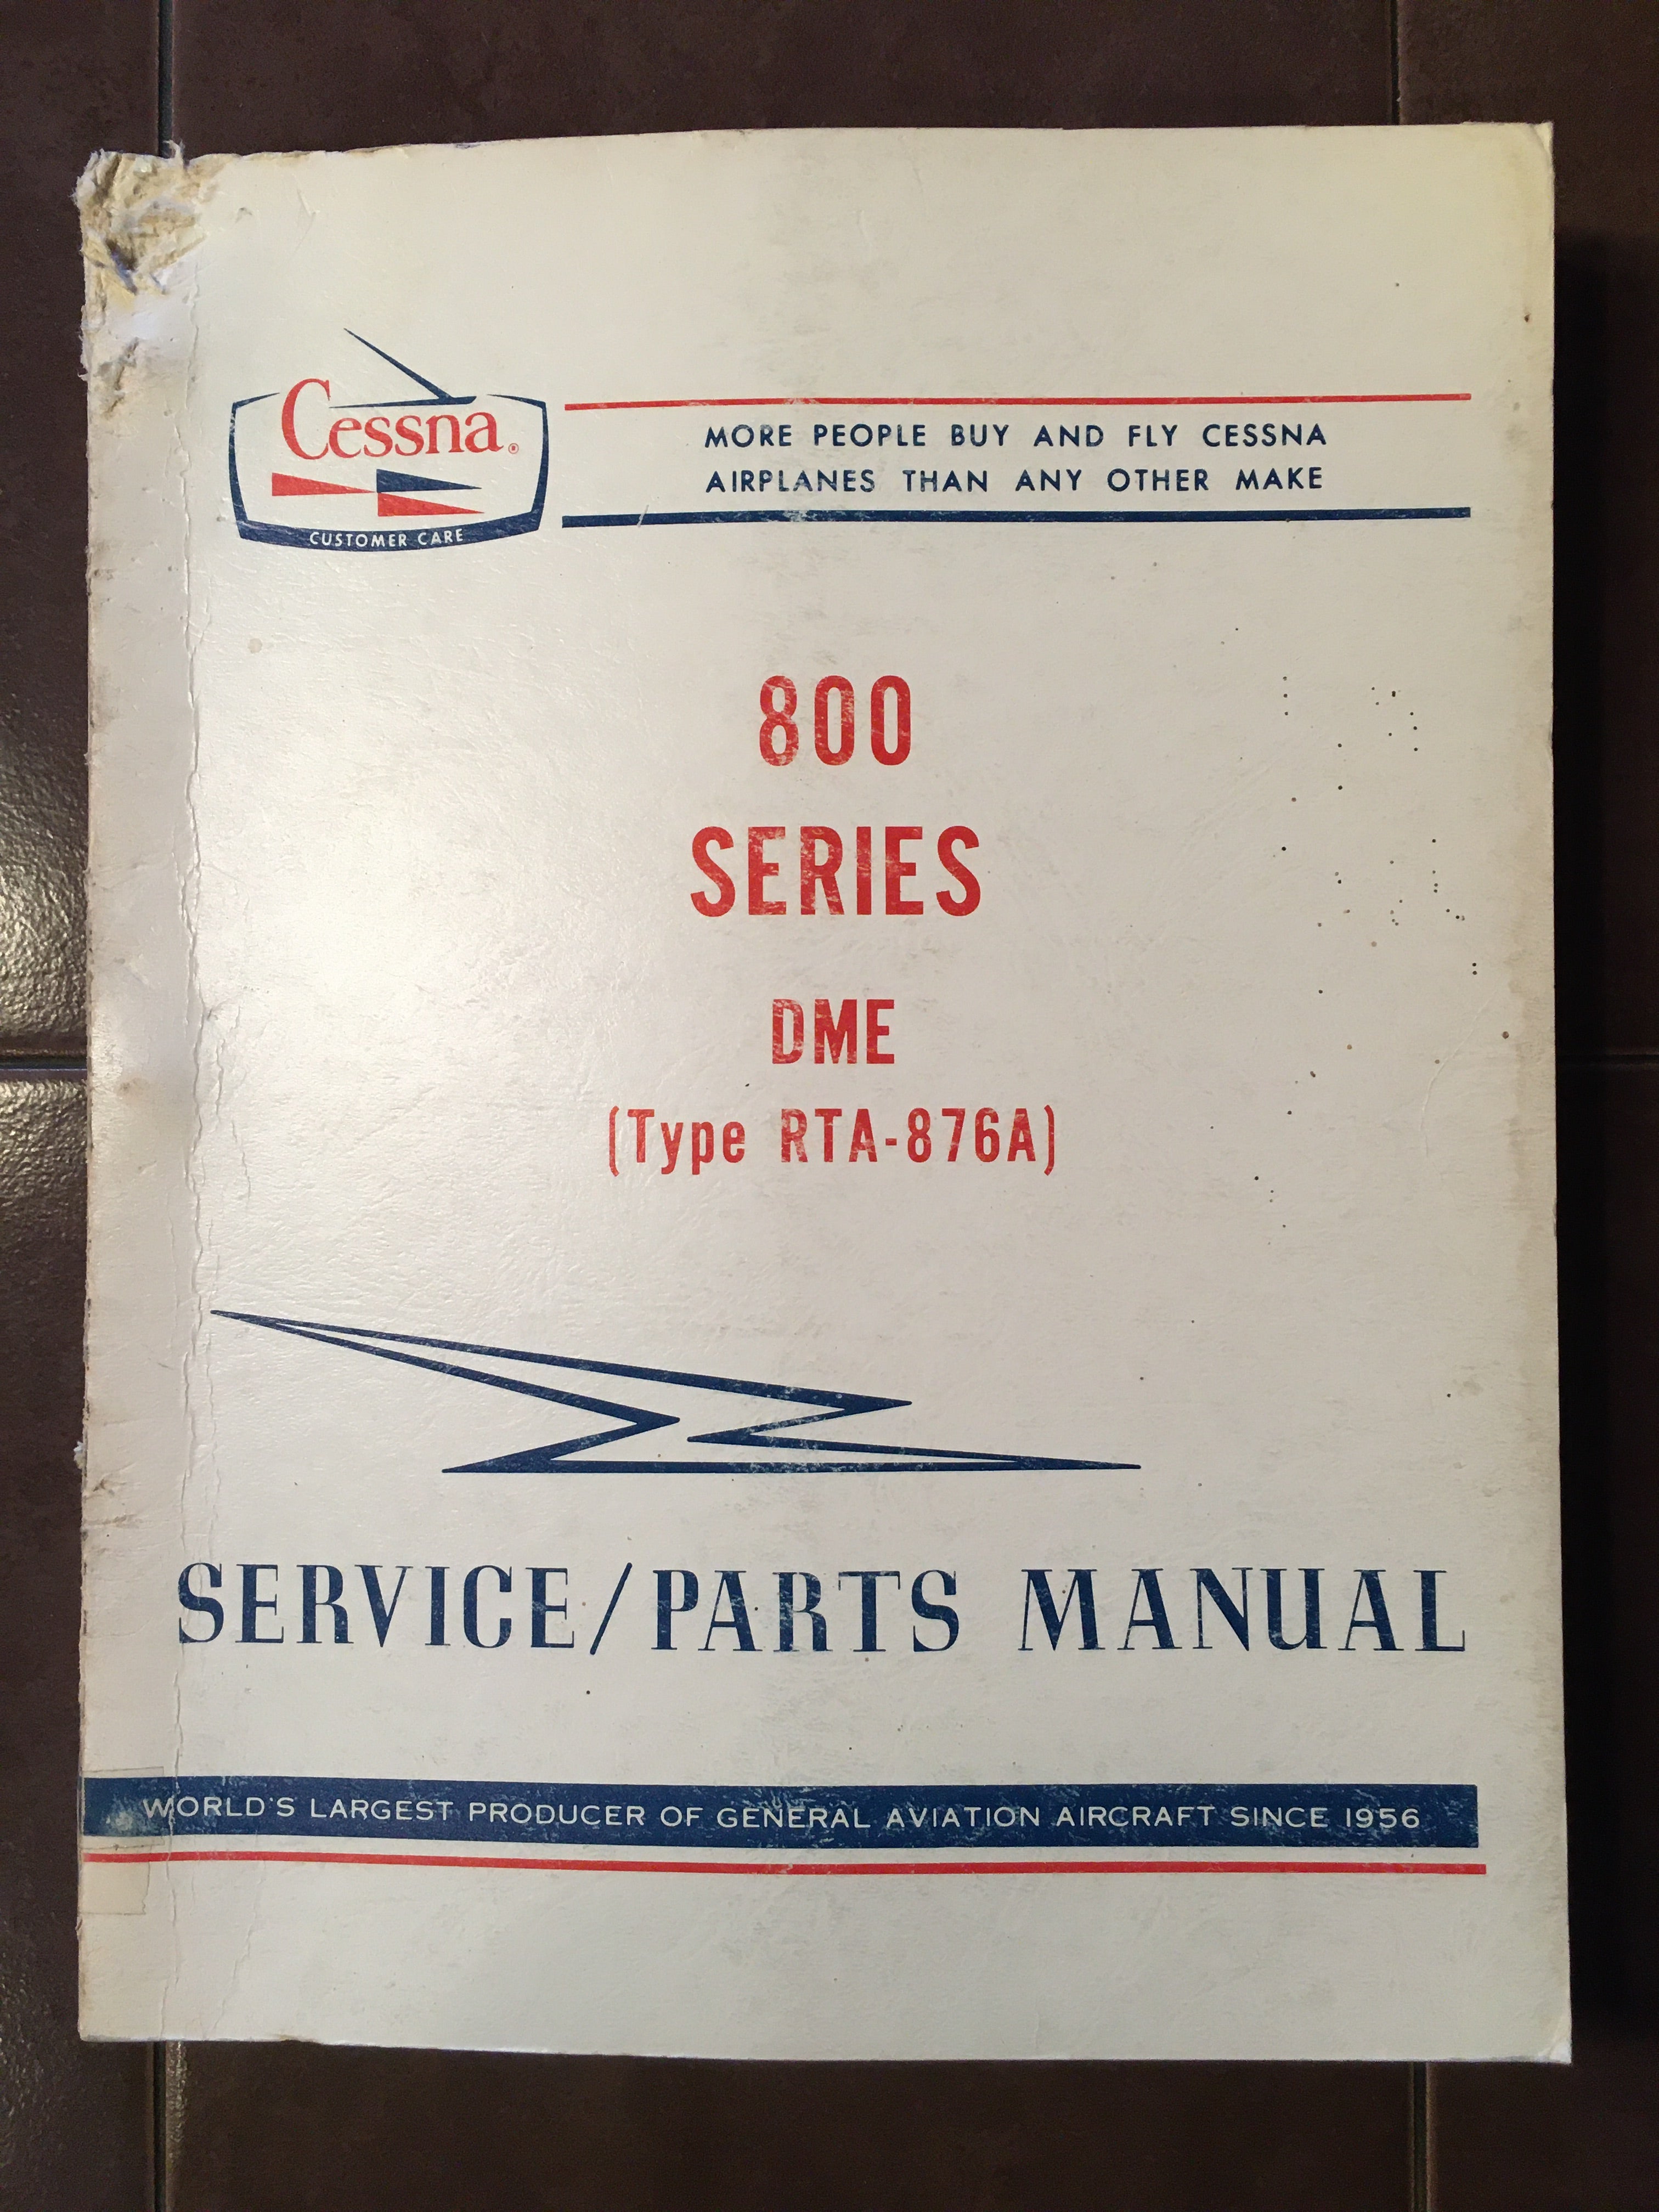 Cessna®
CUSTOMER CARE
MORE PEOPLE BUY AND FLY CESSNA
AIRPLANES THAN ANY OTHER MAKE
800
SERIES
DME
(Type RTA-876A)
SERVICE/PARTS MANUAL
WORLD'S LARGEST PRODUCER OF GENERAL AVIATION AIRCRAFT SINCE 1956